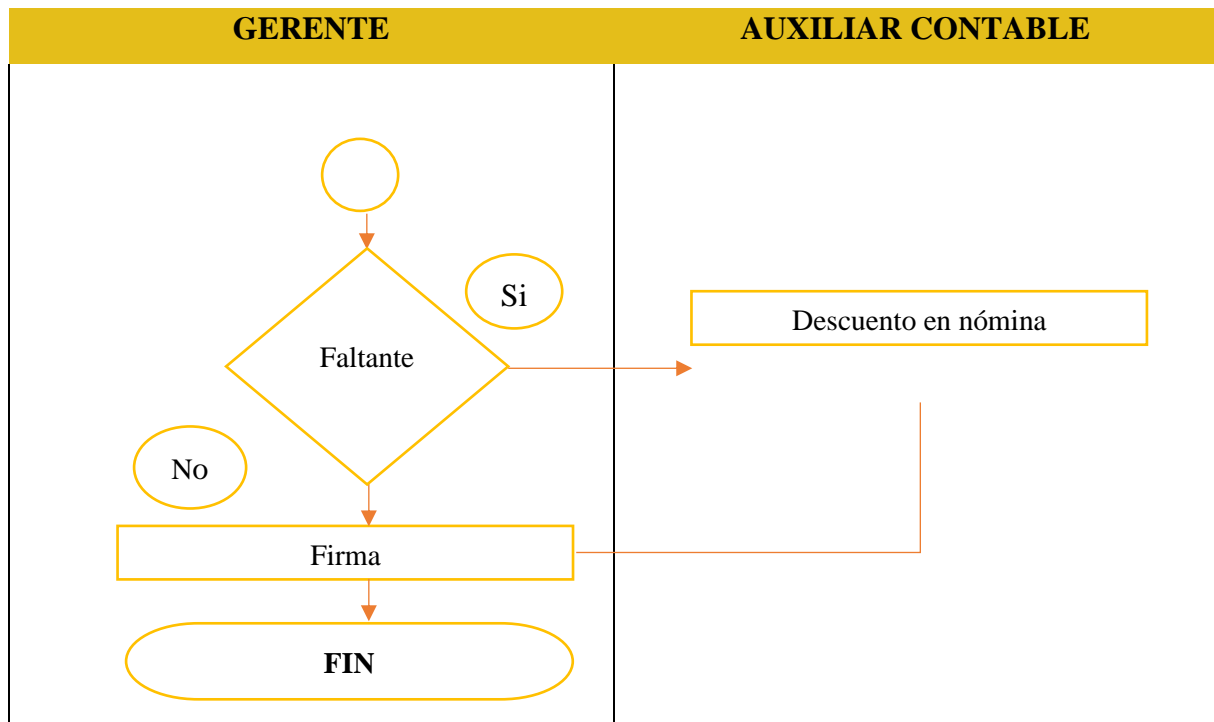 GERENTE
AUXILIAR CONTABLE
Si
Descuento en nómina
Faltante
No
Firma
FIN